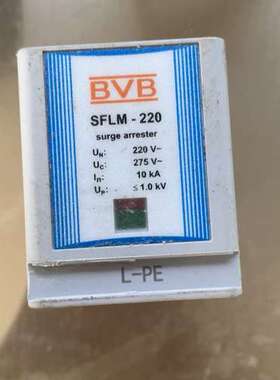 BVB
SFLM - 220
surge arrester
UN: 220 V~
UC: 275 V~
In: 10 kA
UP: ≤ 1.0 kV
L-PE